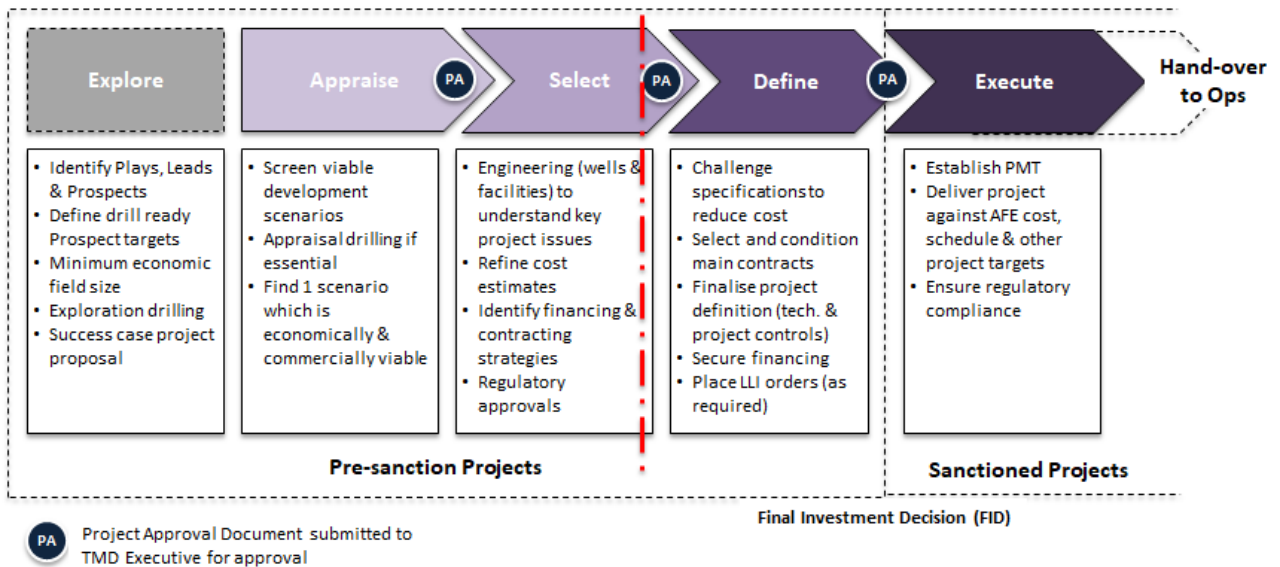 Explore
Appraise
PA
Select
PA
Define
PA
Execute
Hand-over
to Ops
• Identify Plays, Leads
& Prospects
• Define drill ready
Prospect targets
• Minimum economic
field size
• Exploration drilling
• Success case project
proposal
• Screen viable
development
scenarios
• Appraisal drilling if
essential
• Find 1 scenario
which is
economically &
commercially viable
• Engineering (wells &
facilities) to
understand key
project issues
• Refine cost
estimates
• Identify financing &
contracting
strategies
• Regulatory
approvals
• Challenge
specifications to
reduce cost
• Select and condition
main contracts
• Finalise project
definition (tech. &
project controls)
• Secure financing
• Place LLI orders (as
required)
• Establish PMT
• Deliver project
against AFE cost,
schedule & other
project targets
• Ensure regulatory
compliance
Pre-sanction Projects
Sanctioned Projects
Final Investment Decision (FID)
PA
Project Approval Document submitted to
TMD Executive for approval